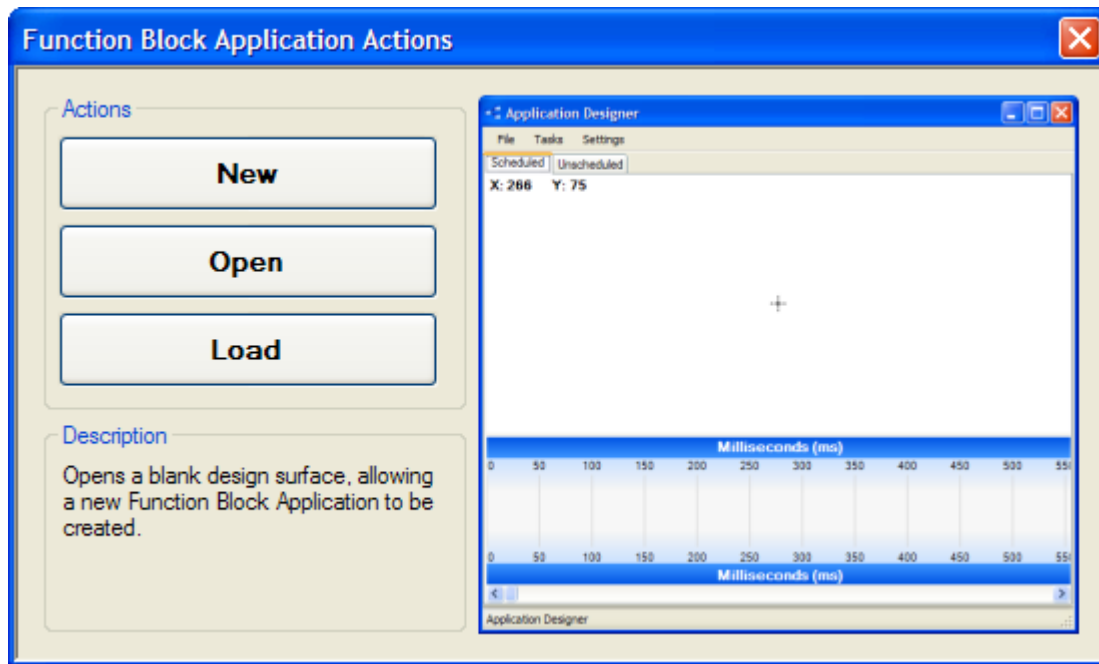 Function Block Application Actions
Actions
New
Open
Load
Description
Opens a blank design surface, allowing
a new Function Block Application to be
created.
Application Designer
File Tasks Settings
Scheduled Unscheduled
X: 266 Y: 75
Milliseconds (ms)
0 50 100 150 200 250 300 350 400 450 500 550
0 50 100 150 200 250 300 350 400 450 500 550
Milliseconds (ms)
Application Designer